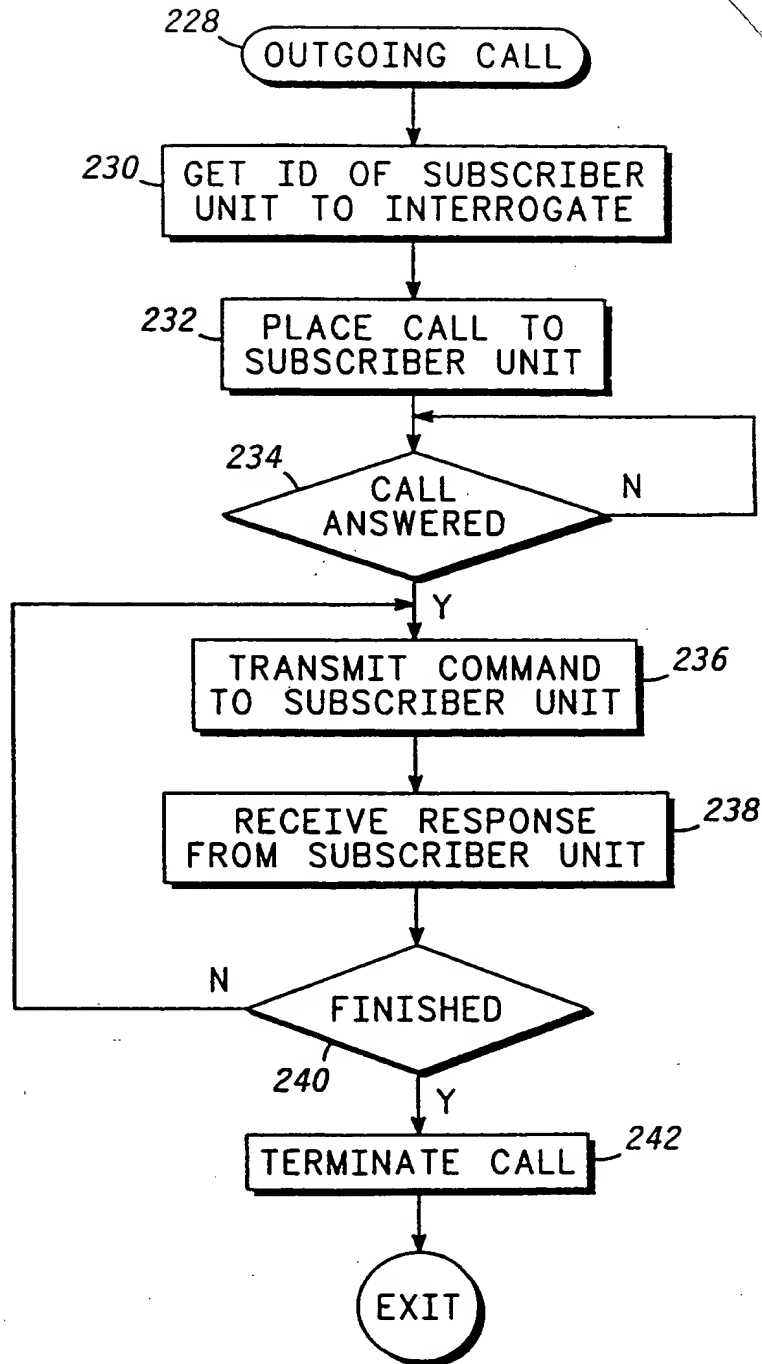 228
OUTGOING CALL
230
GET ID OF SUBSCRIBER
UNIT TO INTERROGATE
232
PLACE CALL TO
SUBSCRIBER UNIT
234
CALL
ANSWERED
N
Y
TRANSMIT COMMAND
TO SUBSCRIBER UNIT
236
RECEIVE RESPONSE
FROM SUBSCRIBER UNIT
238
N
FINISHED
240
Y
TERMINATE CALL
242
EXIT